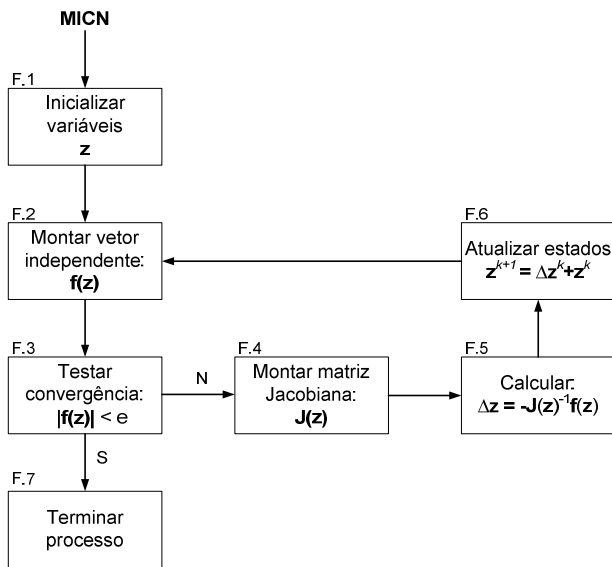 MICN
F.1
Inicializar
variáveis
z
F.2
Montar vetor
independente:
f(z)
F.6
Atualizar estados
z^{k+1} = Δz^k+z^k
F.3
Testar
convergência:
|f(z)| < e
N
F.4
Montar matriz
Jacobiana:
J(z)
F.5
Calcular:
Δz = -J(z)^{-1}f(z)
S
F.7
Terminar
processo